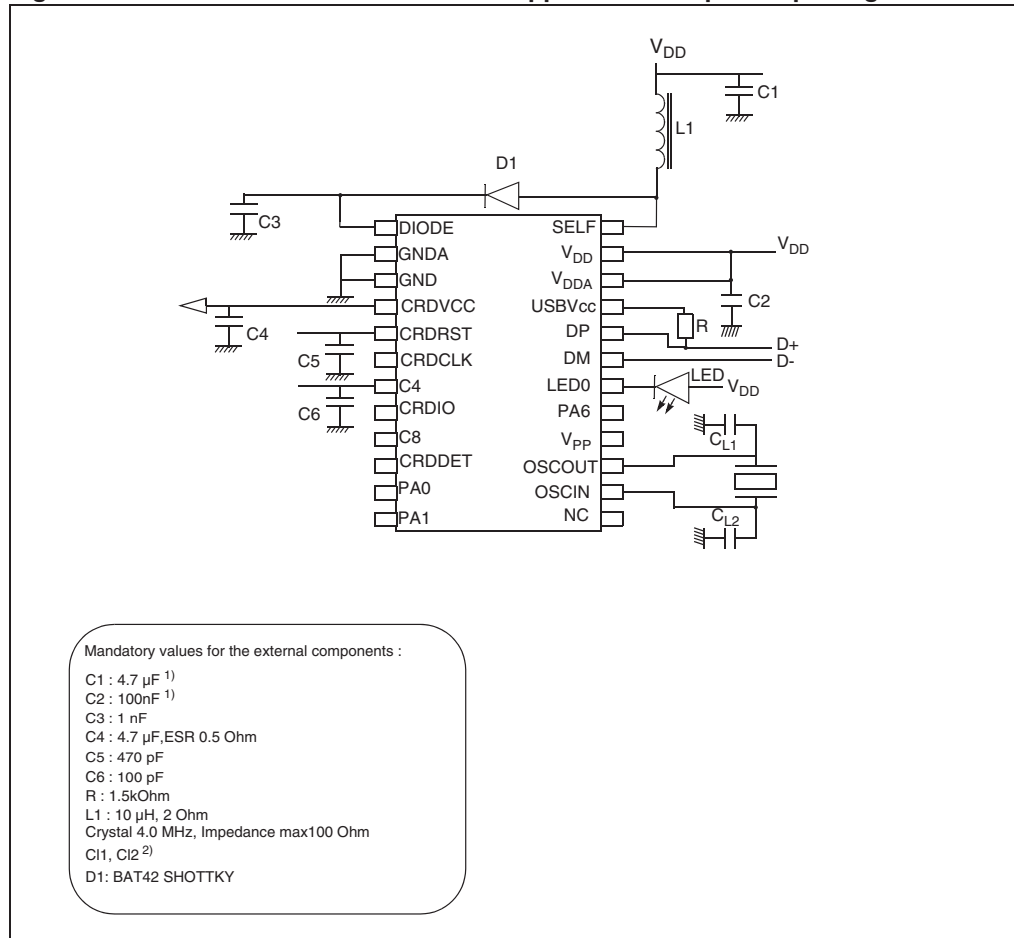 VDD
C1
L1
D1
C3
DIODE
SELF
GNDA
VDD
VDD
GND
VDDA
CRDVCC
USBVcc
C2
C4
CRDRST
DP
R
D+
C5
CRDCLK
DM
D-
C4
LED0
LED
VDD
C6
CRDIO
PA6
C8
VPP
CL1
CRDDET
OSCOUT
PA0
OSCIN
PA1
NC
CL2
Mandatory values for the external components :
C1 : 4.7 µF 1)
C2 : 100nF 1)
C3 : 1 nF
C4 : 4.7 µF,ESR 0.5 Ohm
C5 : 470 pF
C6 : 100 pF
R : 1.5kOhm
L1 : 10 µH, 2 Ohm
Crystal 4.0 MHz, Impedance max100 Ohm
Cl1, Cl2 2)
D1: BAT42 SHOTTKY